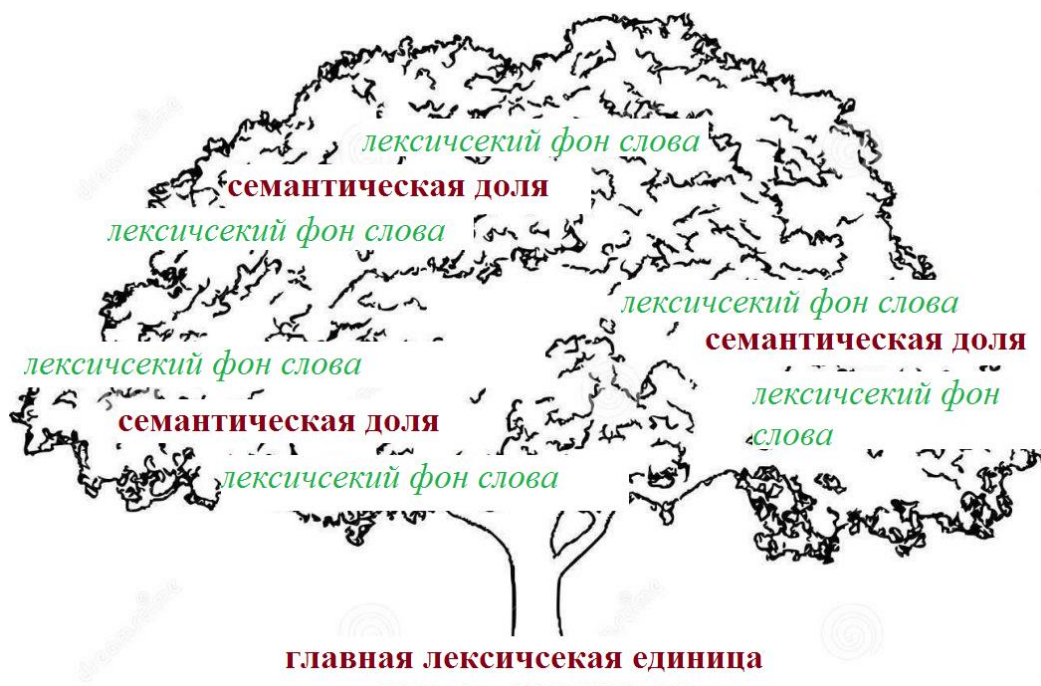 лексичсекий фон слова
семантическая доля
лексичсекий фон слова
лексичсекий фон слова
семантическая доля
лексичсекий фон
слова
лексичсекий фон слова
семантическая доля
лексичсекий фон слова
главная лексичсекая единица